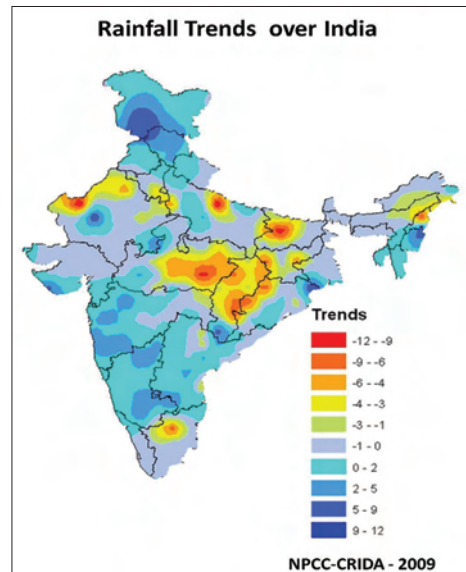 Rainfall Trends over India
Trends
-12 --9
-9 --6
-6 --4
-4 --3
-3 --1
-1 - 0
0 - 2
2 - 5
5 - 9
9 - 12
NPCC-CRIDA - 2009